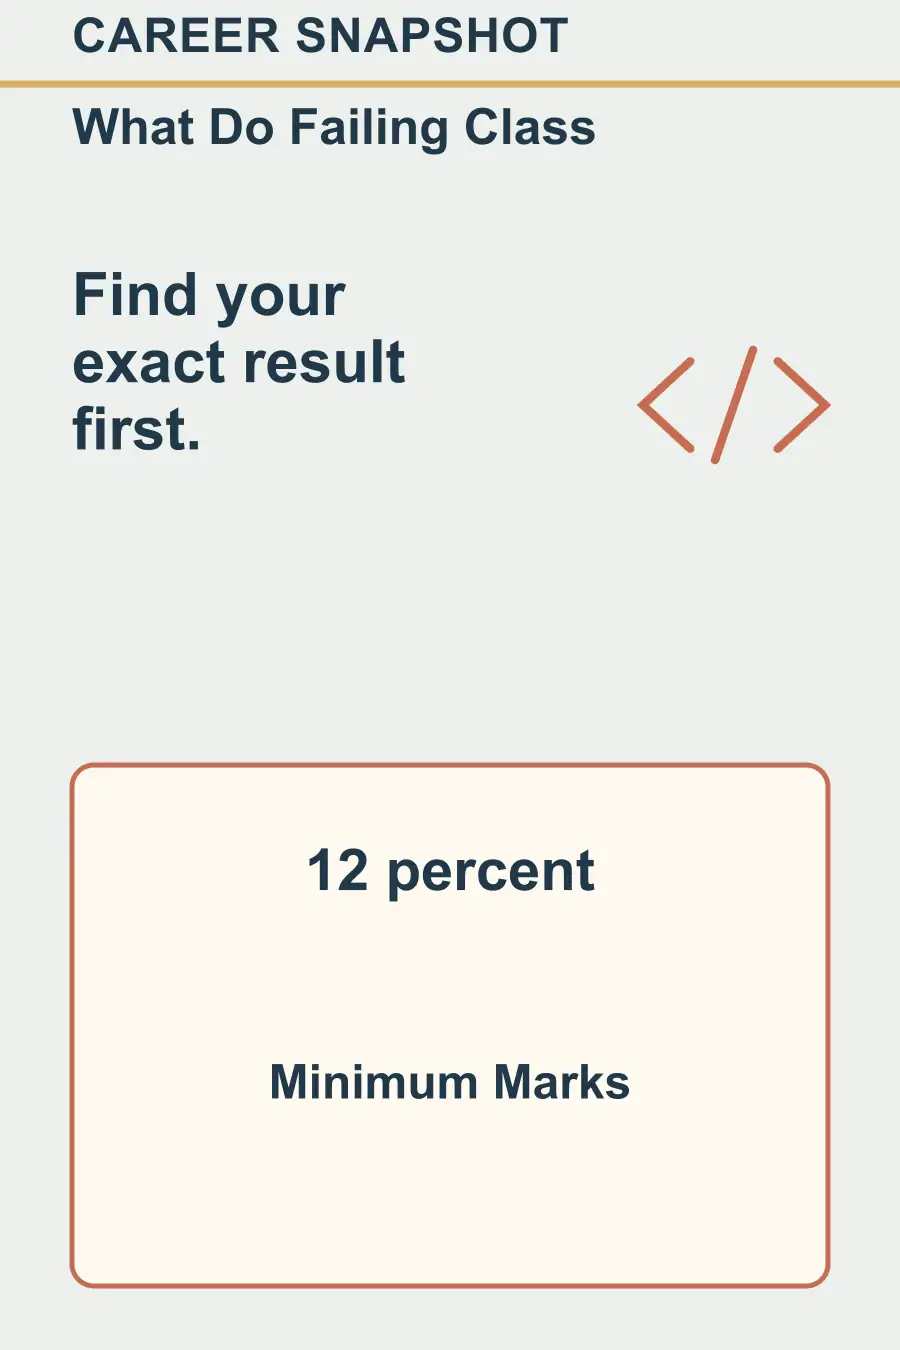 CAREER SNAPSHOT
What Do Failing Class
Find your
exact result
first.
</>
12 percent
Minimum Marks